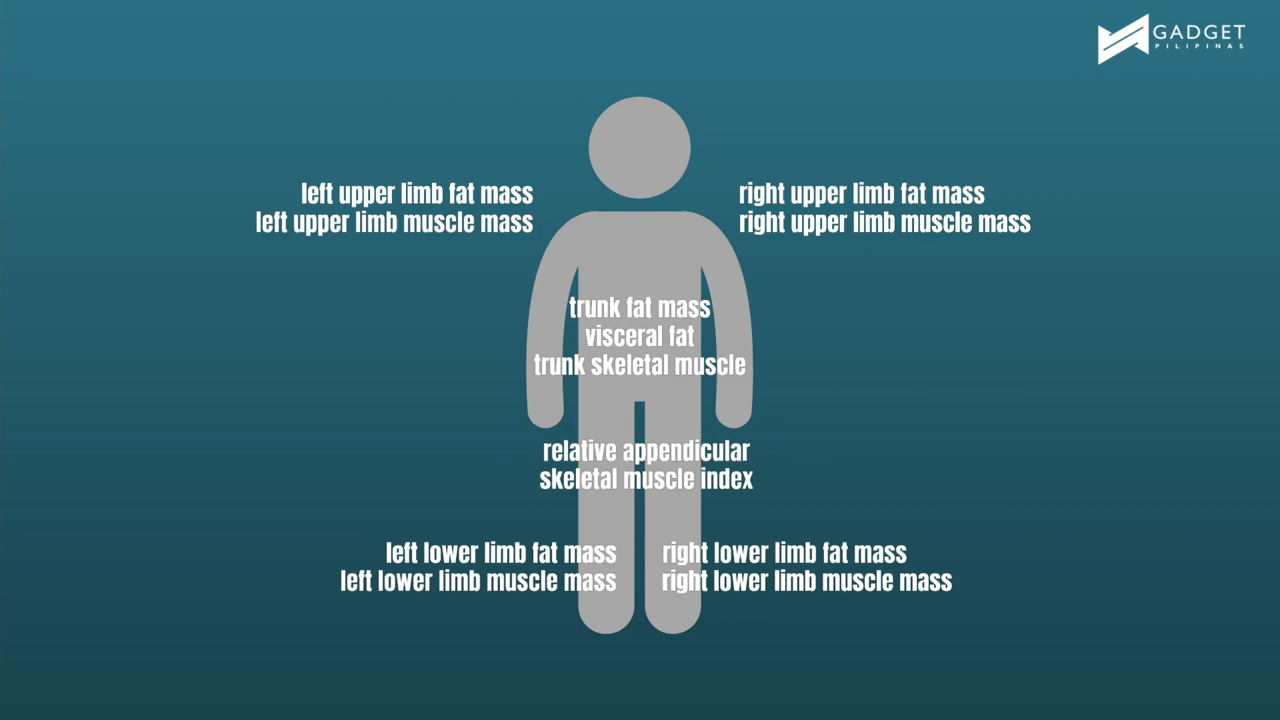 GADGET
PILIPINAS
left upper limb fat mass
left upper limb muscle mass
right upper limb fat mass
right upper limb muscle mass
trunk fat mass
visceral fat
trunk skeletal muscle
relative appendicular
skeletal muscle index
left lower limb fat mass
left lower limb muscle mass
right lower limb fat mass
right lower limb muscle mass